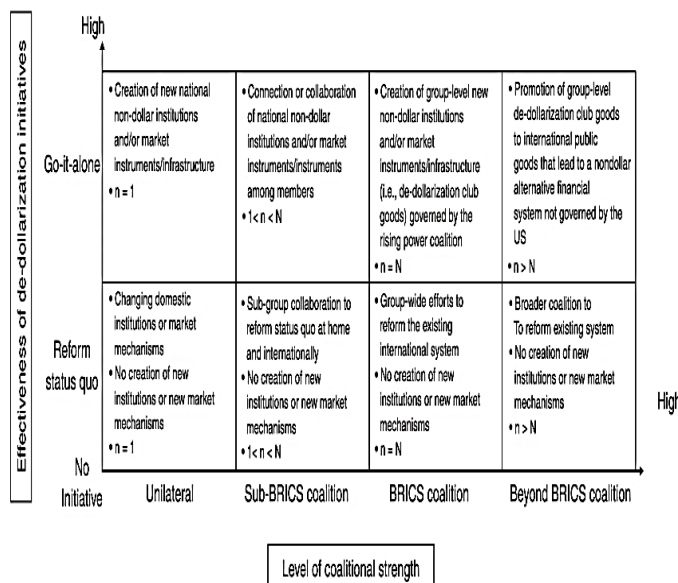 High
Effectiveness of de-dollarization initiatives
Go-it-alone
• Creation of new national
non-dollar institutions
and/or market
instruments/infrastructure
• n = 1
• Connection or collaboration
of national non-dollar
institutions and/or market
instruments/instruments
among members
• 1< n < N
• Creation of group-level new
non-dollar institutions
and/or market
instruments/infrastructure
(i.e., de-dollarization club
goods) governed by the
rising power coalition
• n = N
• Promotion of group-level
de-dollarization club goods
to international public
goods that lead to a nondollar
alternative financial
system not governed by the
US
• n > N
Reform
status quo
• Changing domestic
institutions or market
mechanisms
• No creation of new
institutions or new market
mechanisms
• n = 1
• Sub-group collaboration to
reform status quo at home
and internationally
• No creation of new
institutions or new market
mechanisms
• 1< n < N
• Group-wide efforts to
reform the existing
international system
• No creation of new
institutions or new market
mechanisms
• n = N
• Broader coalition to
To reform existing system
• No creation of new
institutions or new market
mechanisms
• n > N
High
No
Initiative
Unilateral
Sub-BRICS coalition
BRICS coalition
Beyond BRICS coalition
Level of coalitional strength